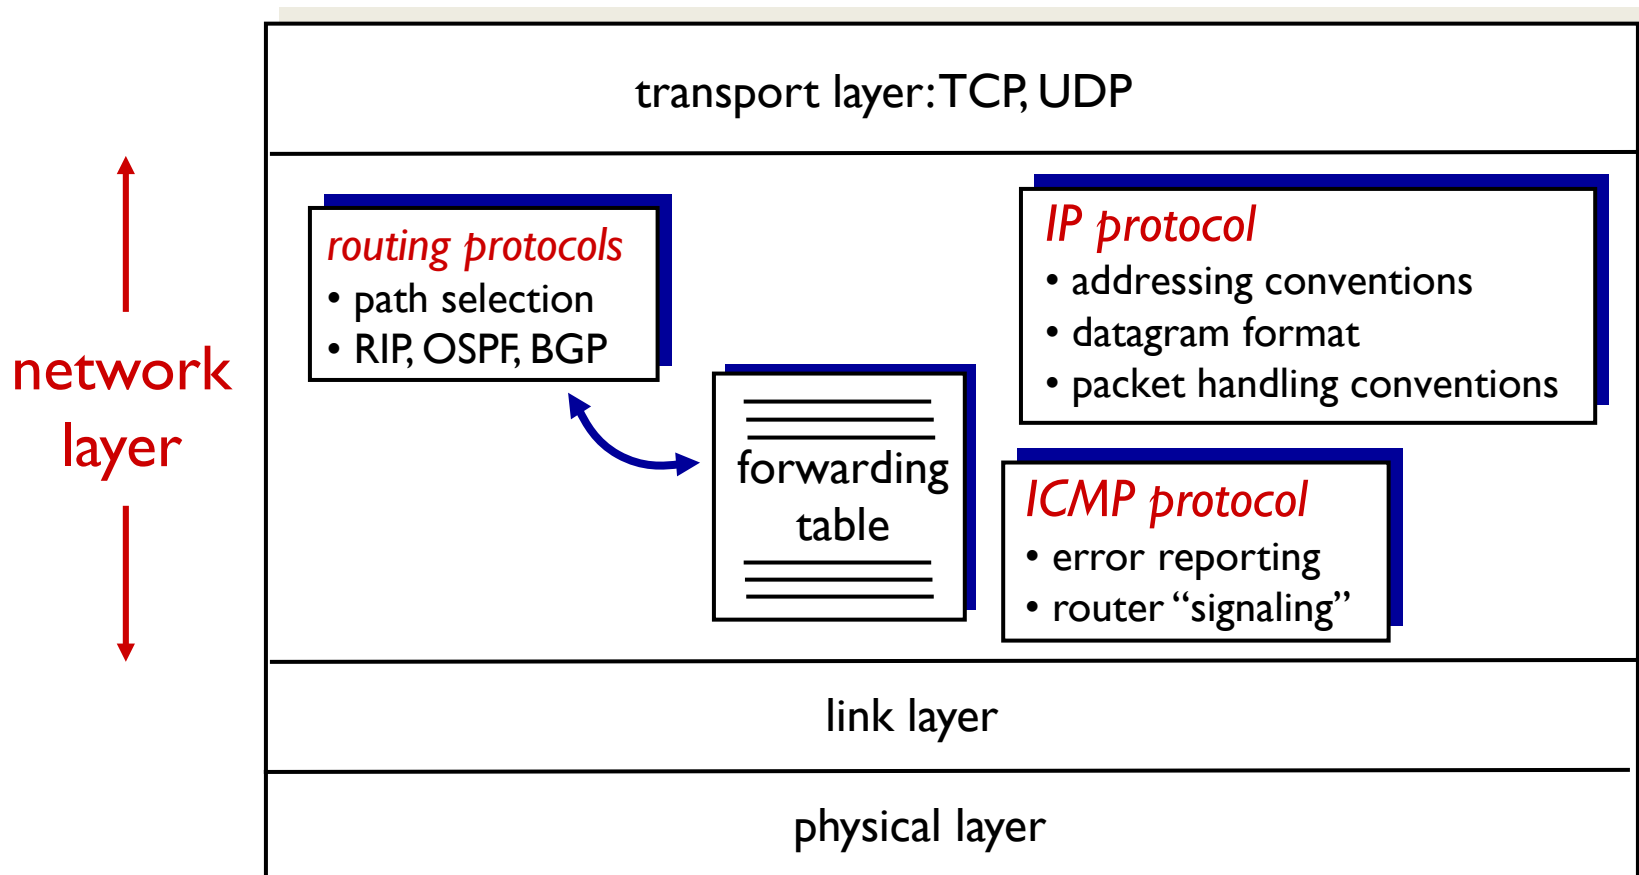 transport layer: TCP, UDP
network
layer
routing protocols
• path selection
• RIP, OSPF, BGP
forwarding
table
IP protocol
• addressing conventions
• datagram format
• packet handling conventions
ICMP protocol
• error reporting
• router “signaling”
link layer
physical layer